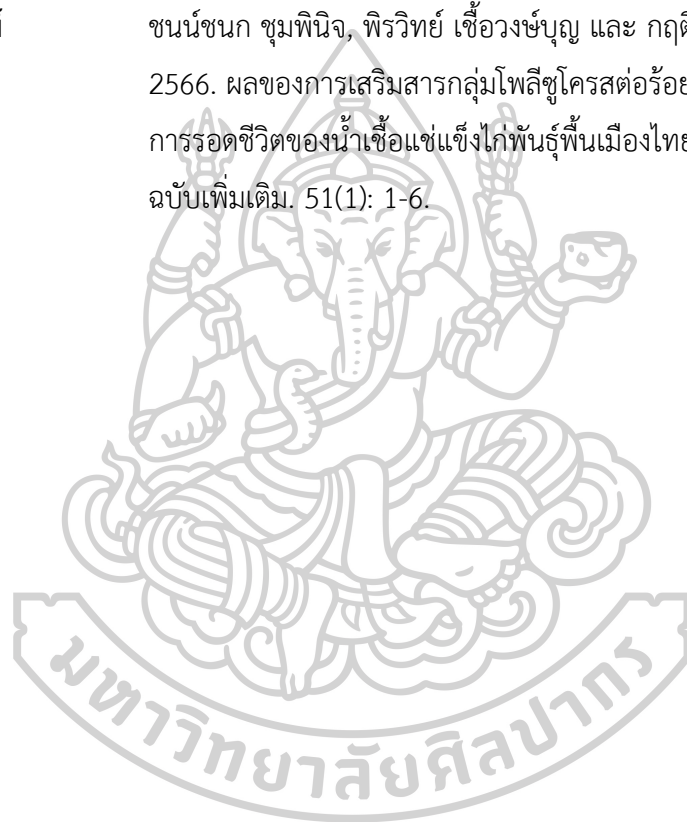 ชนน์ชนก ชุมพินิจ, พิรวิทย์ เชื้อวงษ์บุญ และ
2566. ผลของการเสริมสารกลุ่มโพลีซูโครสต่อร้อย
การรอดชีวิตของน้ำเชื้อแช่แข็งไก่พันธุ์พื้นเมืองไทย
ฉบับเพิ่มเติม. 51(1): 1-6.
มหาวิทยาลัยศิลปากร